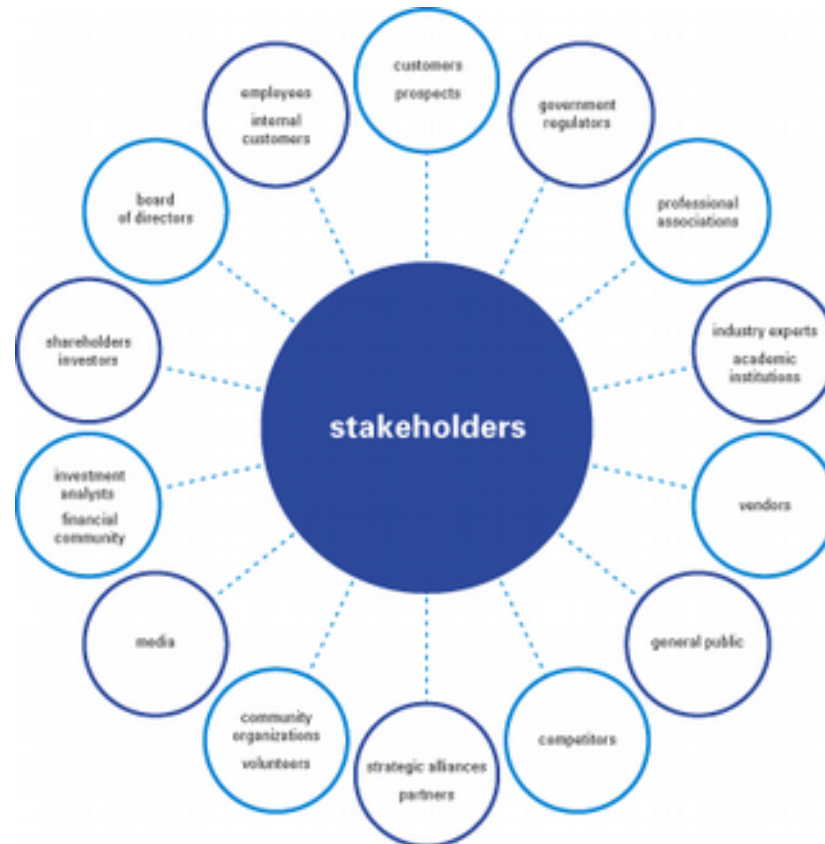 customers
prospects
government
regulators
professional
associations
industry experts
academic
institutions
vendors
general public
competitors
strategic alliances
partners
community
organizations
volunteers
media
investment
analysts
financial
community
shareholders
investors
board
of directors
employees
internal
customers
stakeholders